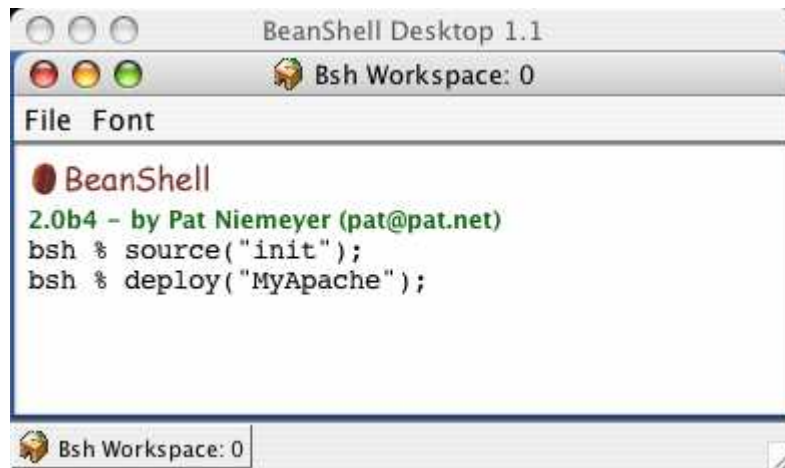 BeanShell Desktop 1.1
Bsh Workspace: 0
File Font
BeanShell
2.0b4 – by Pat Niemeyer (pat@pat.net)
bsh % source("init");
bsh % deploy("MyApache");
Bsh Workspace: 0